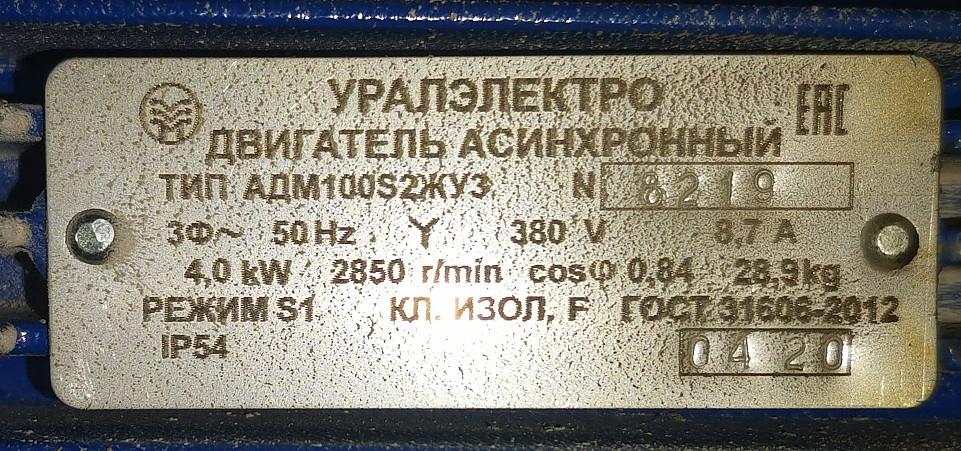 УРАЛЭЛЕКТРО
ДВИГАТЕЛЬ АСИНХРОННЫЙ EAC
ТИП АДМ100S2ЖУ3 N 8219
3Ф~ 50 Hz Y 380 V 8,7 A
4,0 kW 2850 r/min cosφ 0,84 28,9kg
РЕЖИМ S1 КЛ. ИЗОЛ, F ГОСТ 31606-2012
IP54 04 20